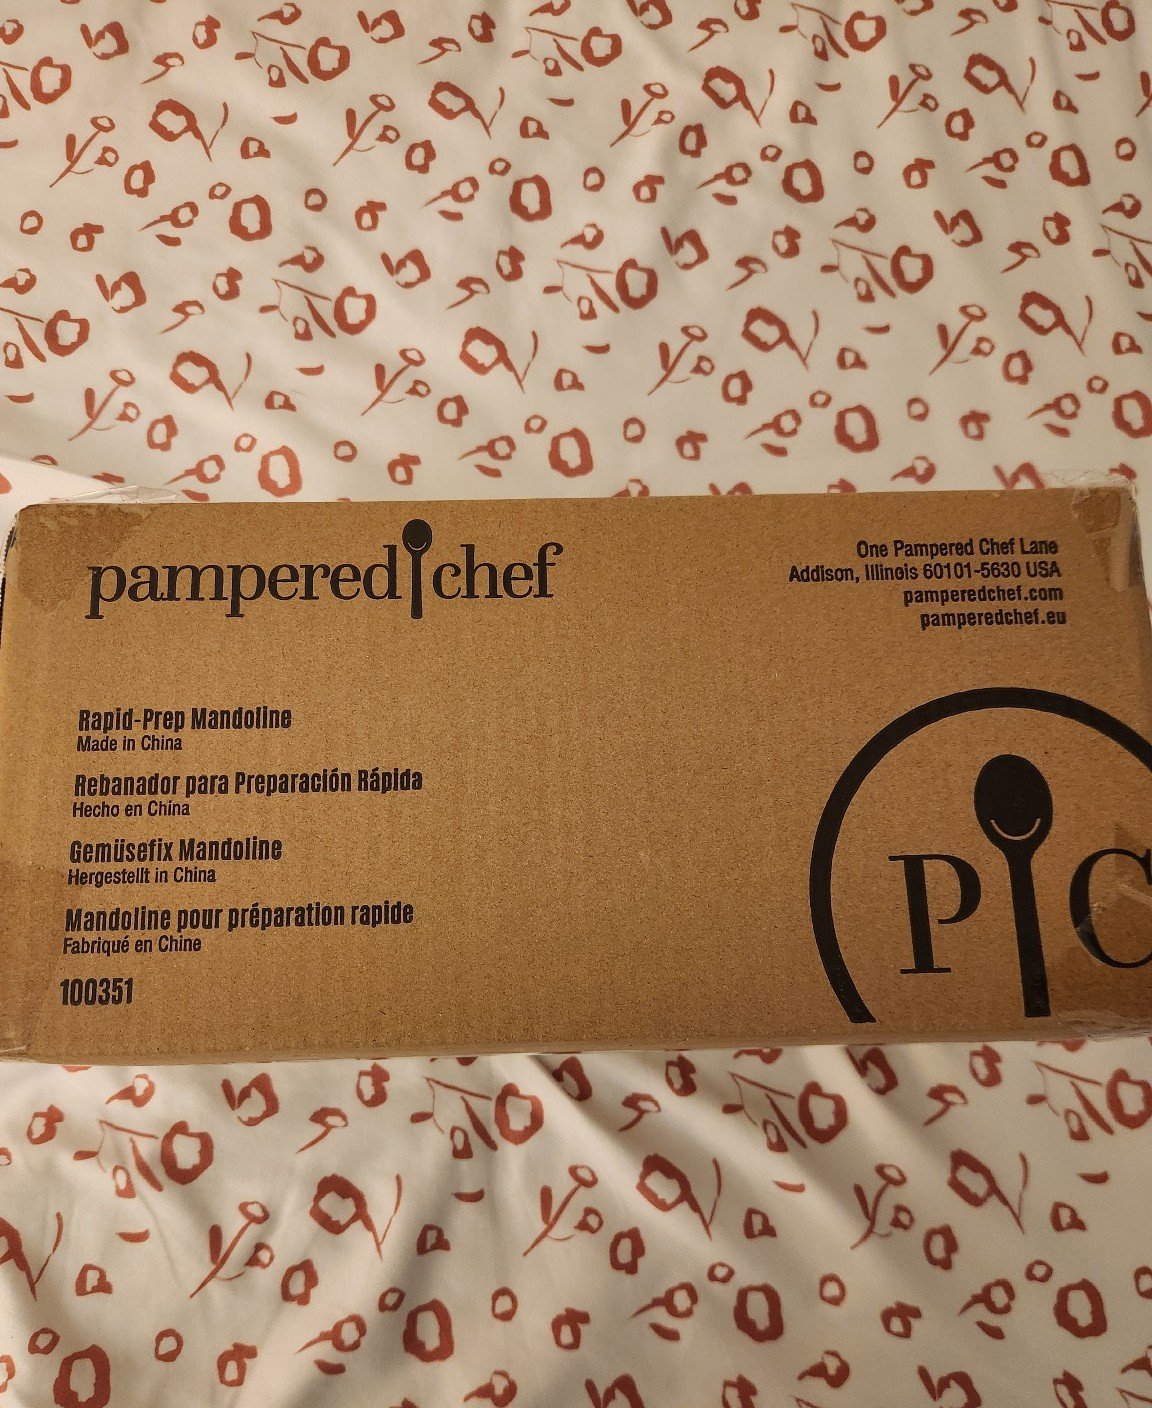 pampered chef
One Pampered Chef Lane
Addison, Illinois 60101-5630 USA
pamperedchef.com
pamperedchef.eu
Rapid-Prep Mandoline
Made in China
Rebanador para Preparación Rápida
Hecho en China
Gemüsefix Mandoline
Hergestellt in China
Mandoline pour préparation rapide
Fabriqué en Chine
100351
P C